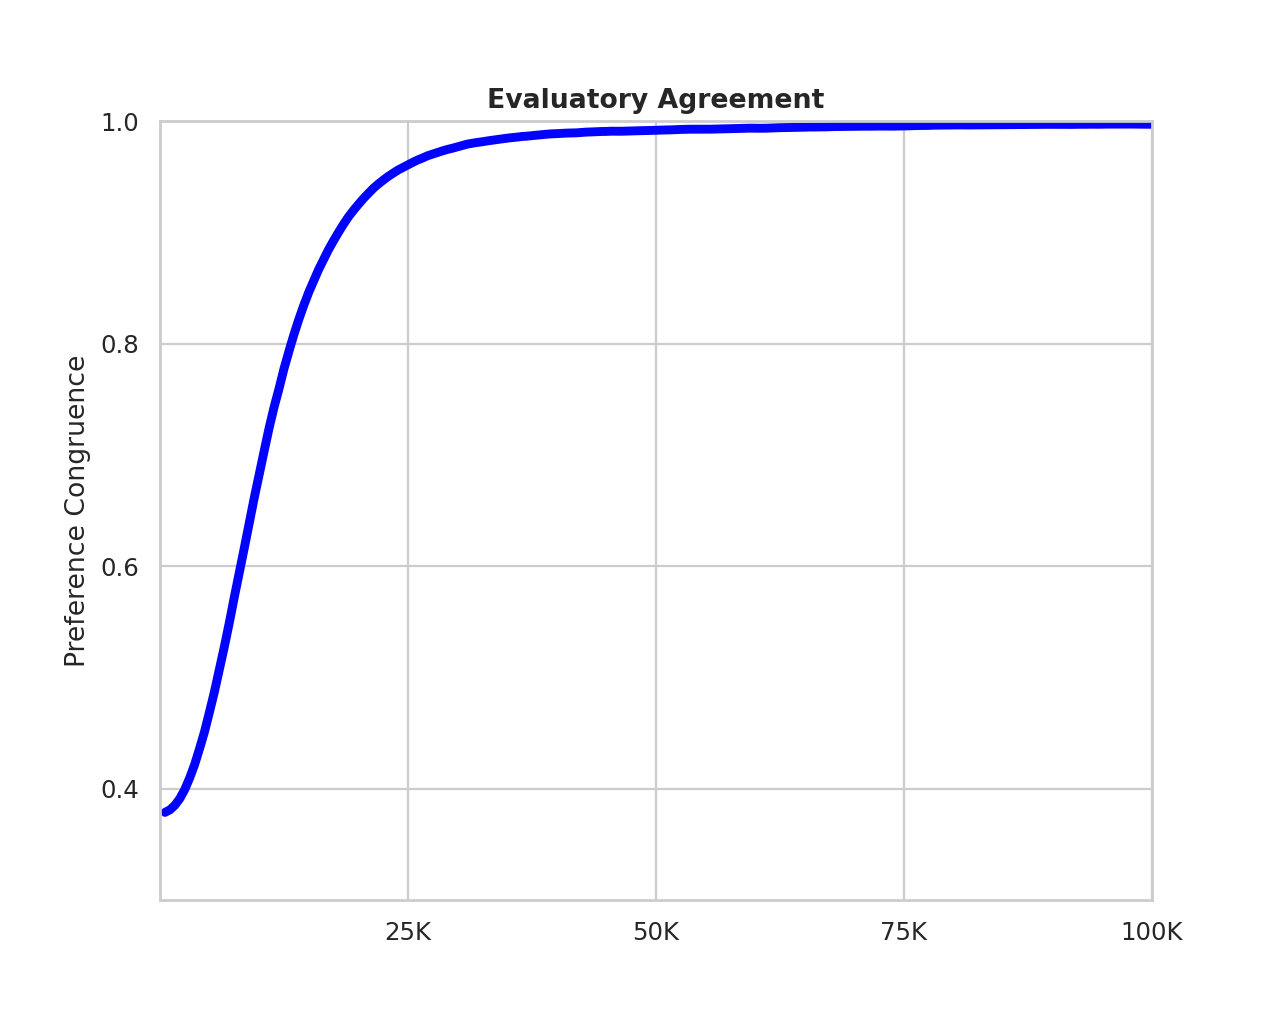 Evaluatory Agreement
1.0
0.8
0.6
0.4
Preference Congruence
25K
50K
75K
100K